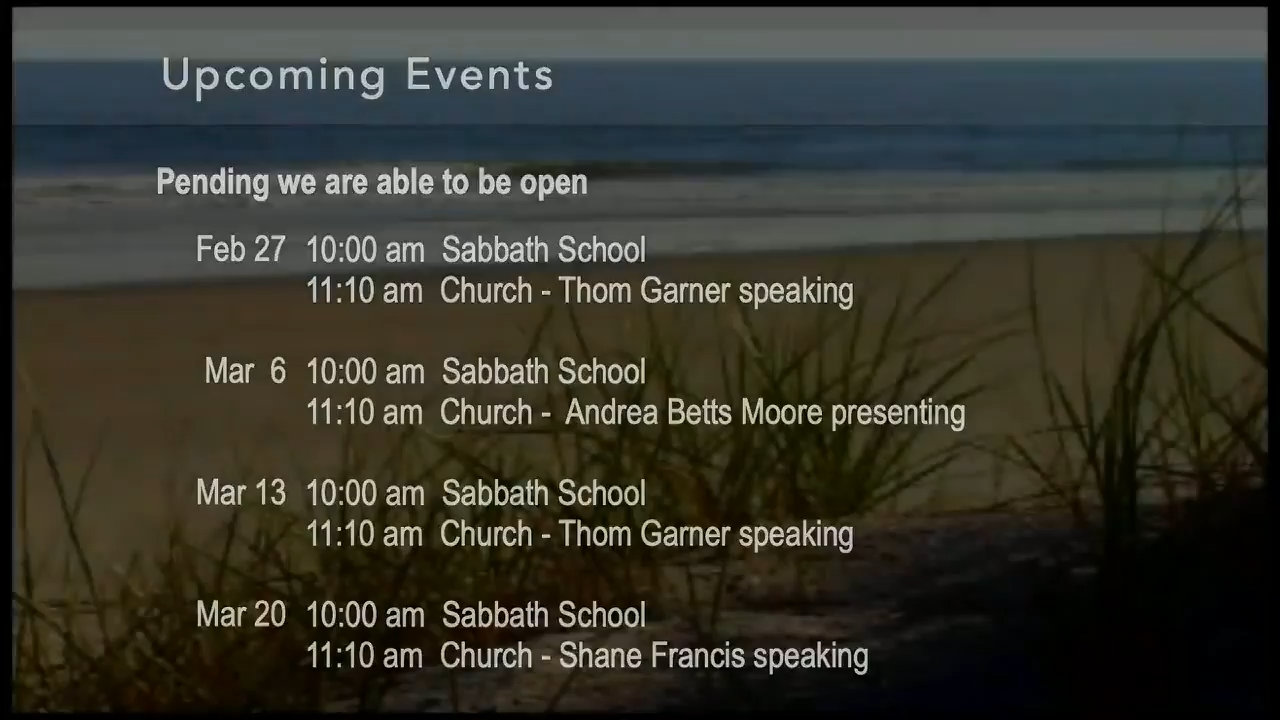 Upcoming Events
Pending we are able to be open
Feb 27 10:00 am Sabbath School
11:10 am Church - Thom Garner speaking
Mar 6 10:00 am Sabbath School
11:10 am Church - Andrea Betts Moore presenting
Mar 13 10:00 am Sabbath School
11:10 am Church - Thom Garner speaking
Mar 20 10:00 am Sabbath School
11:10 am Church - Shane Francis speaking